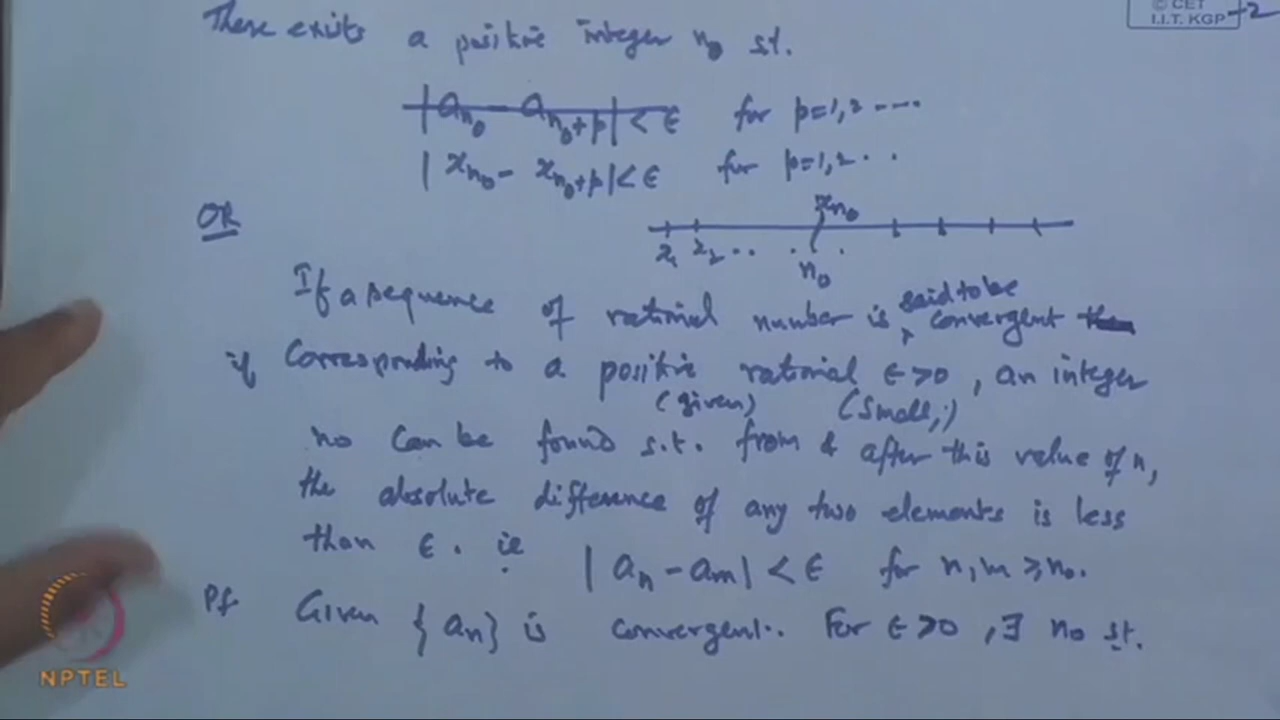 © CET
I.I.T. KGP
There exists a positive integer n₀ s.t.
|a_{n₀} - a_{n₀+p}| < ε for p=1,2 ----
|x_{n₀} - x_{n₀+p}| < ε for p=1,2 . .
OR
x_{n₀}
x₁ x₂ . . . . .
n₀
If a sequence of rational number is said to be convergent
if Corresponding to a positive rational ε>0, an integer
(given) (small,)
n₀ can be found s.t. from & after this value of n,
the absolute difference of any two elements is less
than ε. ie |a_n - a_m| < ε for n,m ≥ n₀.
Pf Given {a_n} is convergent. For ε>0, ∃ n₀ s.t.
NPTEL